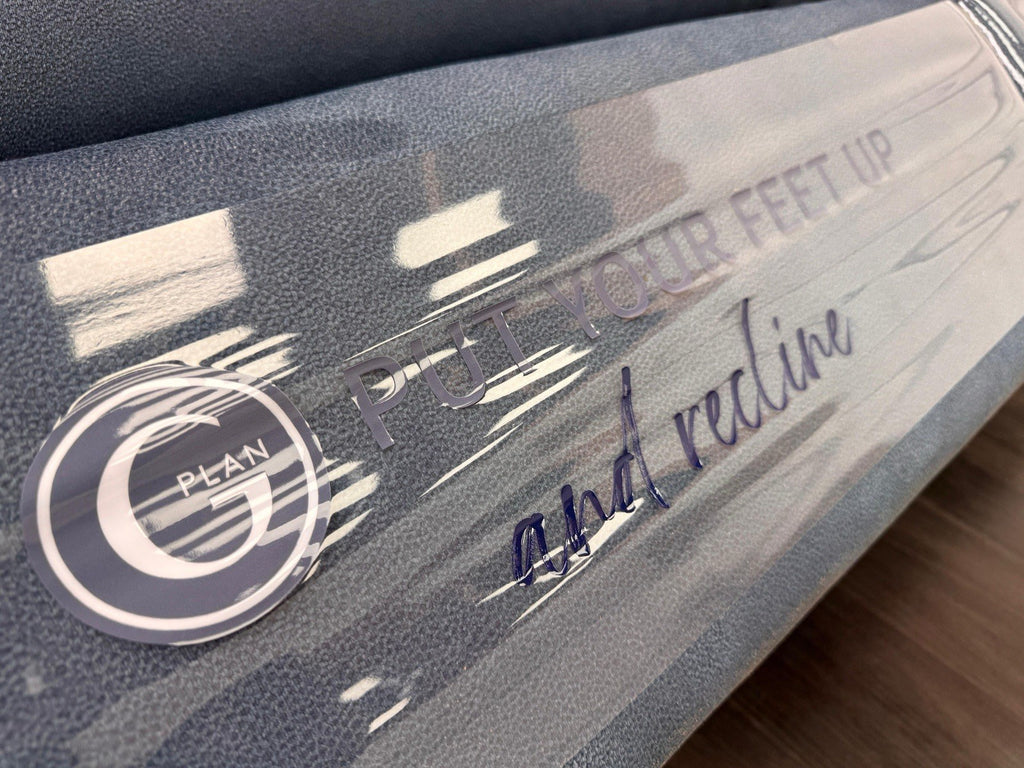 G PLAN
PUT YOUR FEET UP
and recline